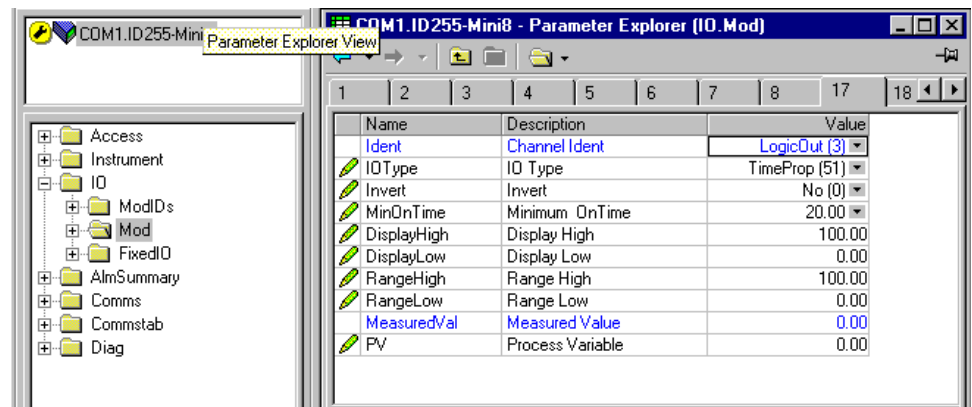 COM1.ID255-Mini
Parameter Explorer View
COM1.ID255-Mini8 - Parameter Explorer (IO.Mod)
1 2 3 4 5 6 7 8 17 18
Name Description Value
Ident Channel Ident LogicOut (3)
IOType IO Type TimeProp (51)
Invert Invert No (0)
MinOnTime Minimum OnTime 20.00
DisplayHigh Display High 100.00
DisplayLow Display Low 0.00
RangeHigh Range High 100.00
RangeLow Range Low 0.00
MeasuredVal Measured Value 0.00
PV Process Variable 0.00
Access
Instrument
IO
ModIDs
Mod
FixedIO
AlmSummary
Comms
Commstab
Diag